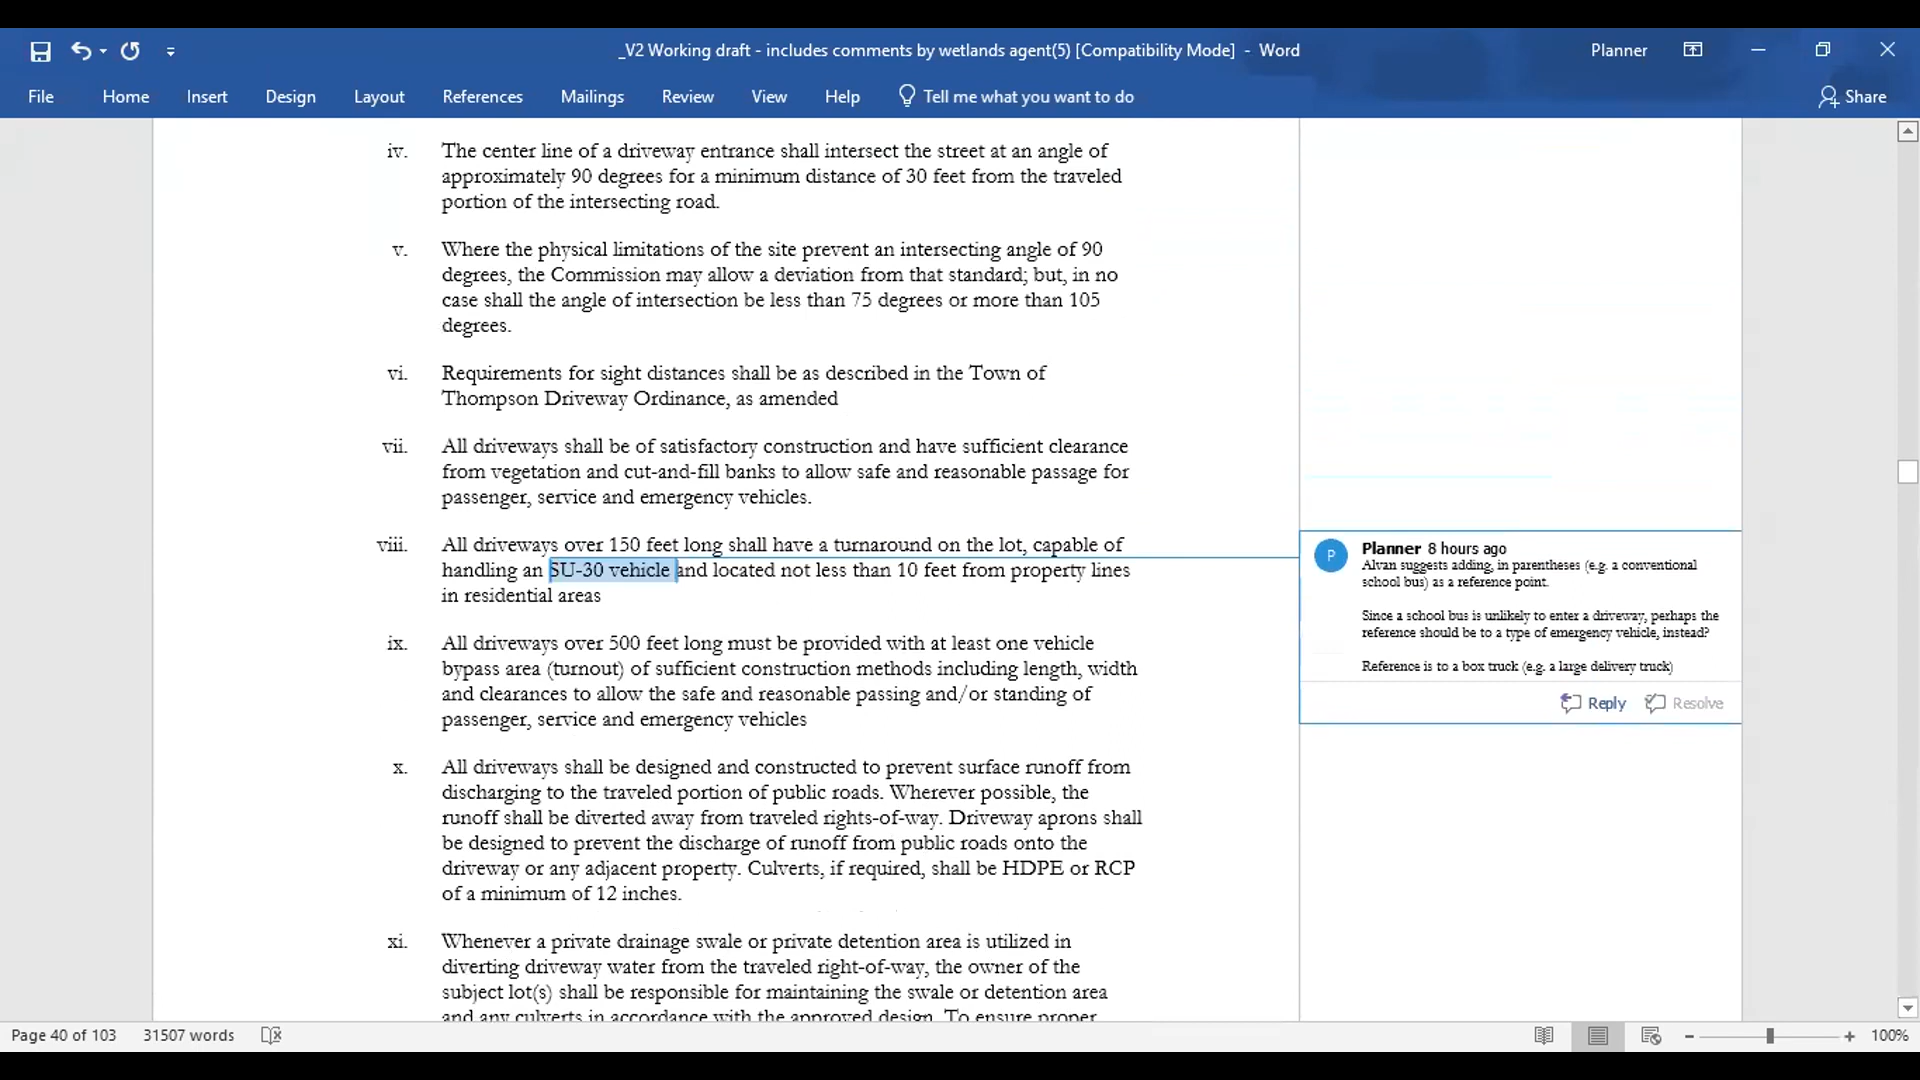 _V2 Working draft - includes comments by wetlands agent(5) [Compatibility Mode] - Word
Planner
File Home Insert Design Layout References Mailings Review View Help Tell me what you want to do Share
iv. The center line of a driveway entrance shall intersect the street at an angle of
approximately 90 degrees for a minimum distance of 30 feet from the traveled
portion of the intersecting road.
v. Where the physical limitations of the site prevent an intersecting angle of 90
degrees, the Commission may allow a deviation from that standard; but, in no
case shall the angle of intersection be less than 75 degrees or more than 105
degrees.
vi. Requirements for sight distances shall be as described in the Town of
Thompson Driveway Ordinance, as amended
vii. All driveways shall be of satisfactory construction and have sufficient clearance
from vegetation and cut-and-fill banks to allow safe and reasonable passage for
passenger, service and emergency vehicles.
viii. All driveways over 150 feet long shall have a turnaround on the lot, capable of
handling an SU-30 vehicle and located not less than 10 feet from property lines
in residential areas
ix. All driveways over 500 feet long must be provided with at least one vehicle
bypass area (turnout) of sufficient construction methods including length, width
and clearances to allow the safe and reasonable passing and/or standing of
passenger, service and emergency vehicles
x. All driveways shall be designed and constructed to prevent surface runoff from
discharging to the traveled portion of public roads. Wherever possible, the
runoff shall be diverted away from traveled rights-of-way. Driveway aprons shall
be designed to prevent the discharge of runoff from public roads onto the
driveway or any adjacent property. Culverts, if required, shall be HDPE or RCP
of a minimum of 12 inches.
xi. Whenever a private drainage swale or private detention area is utilized in
diverting driveway water from the traveled right-of-way, the owner of the
subject lot(s) shall be responsible for maintaining the swale or detention area
and any culverts in accordance with the approved design. To ensure proper
P
Planner 8 hours ago
Alvan suggests adding, in parentheses (e.g. a conventional
school bus) as a reference point.
Since a school bus is unlikely to enter a driveway, perhaps the
reference should be to a type of emergency vehicle, instead?
Reference is to a box truck (e.g. a large delivery truck)
Reply Resolve
Page 40 of 103 31507 words 100%